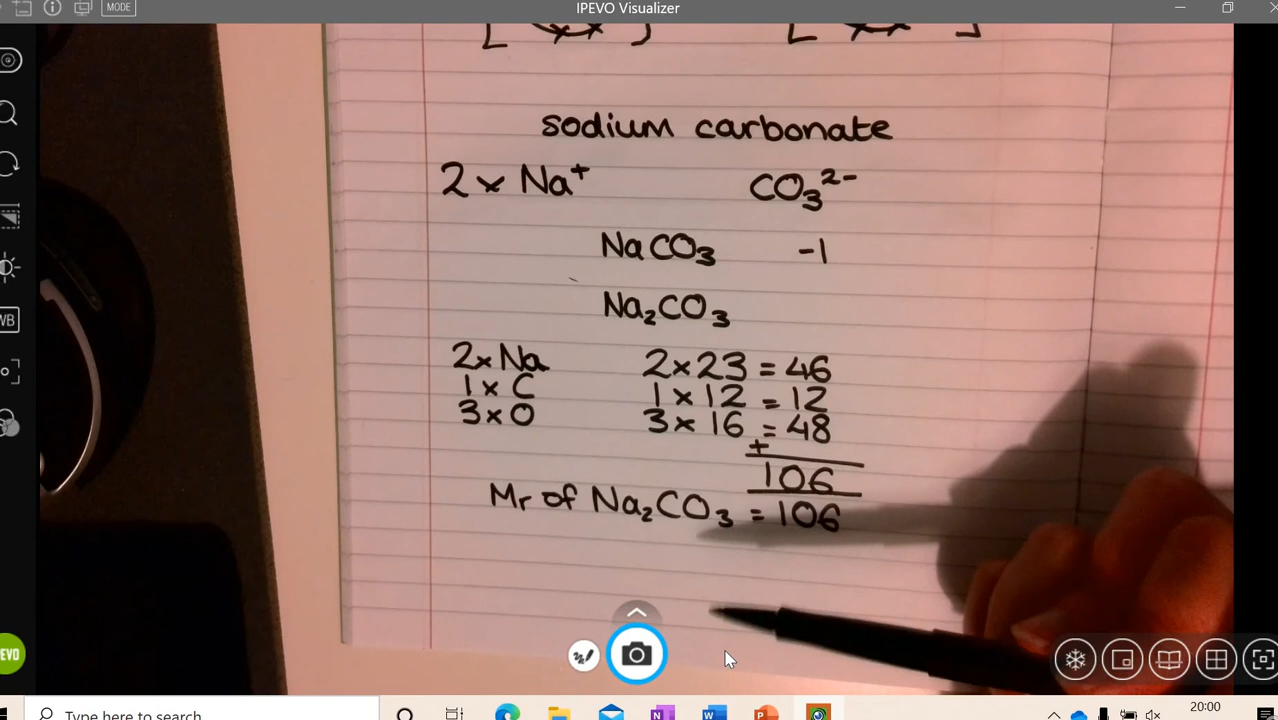 IPEVO Visualizer
MODE
sodium carbonate
2 × Na⁺ CO₃²⁻
NaCO₃ -1
Na₂CO₃
2× Na 2×23 = 46
1 × C 1 × 12 = 12
3 × O 3 × 16 = 48
+
106
Mr of Na₂CO₃ = 106
WB
EVO
Type here to search
20:00